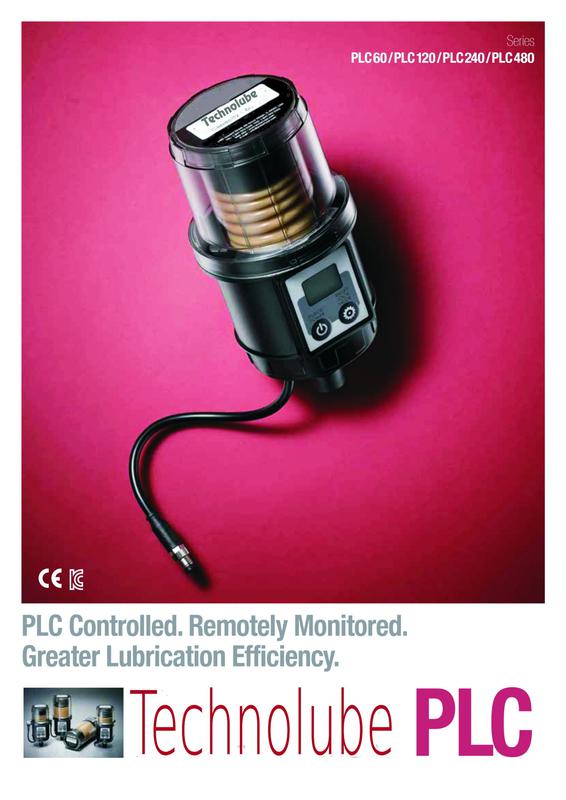 Series
PLC60/PLC120/PLC240/PLC480
Technolube
CE
PLC Controlled. Remotely Monitored.
Greater Lubrication Efficiency.
Technolube PLC